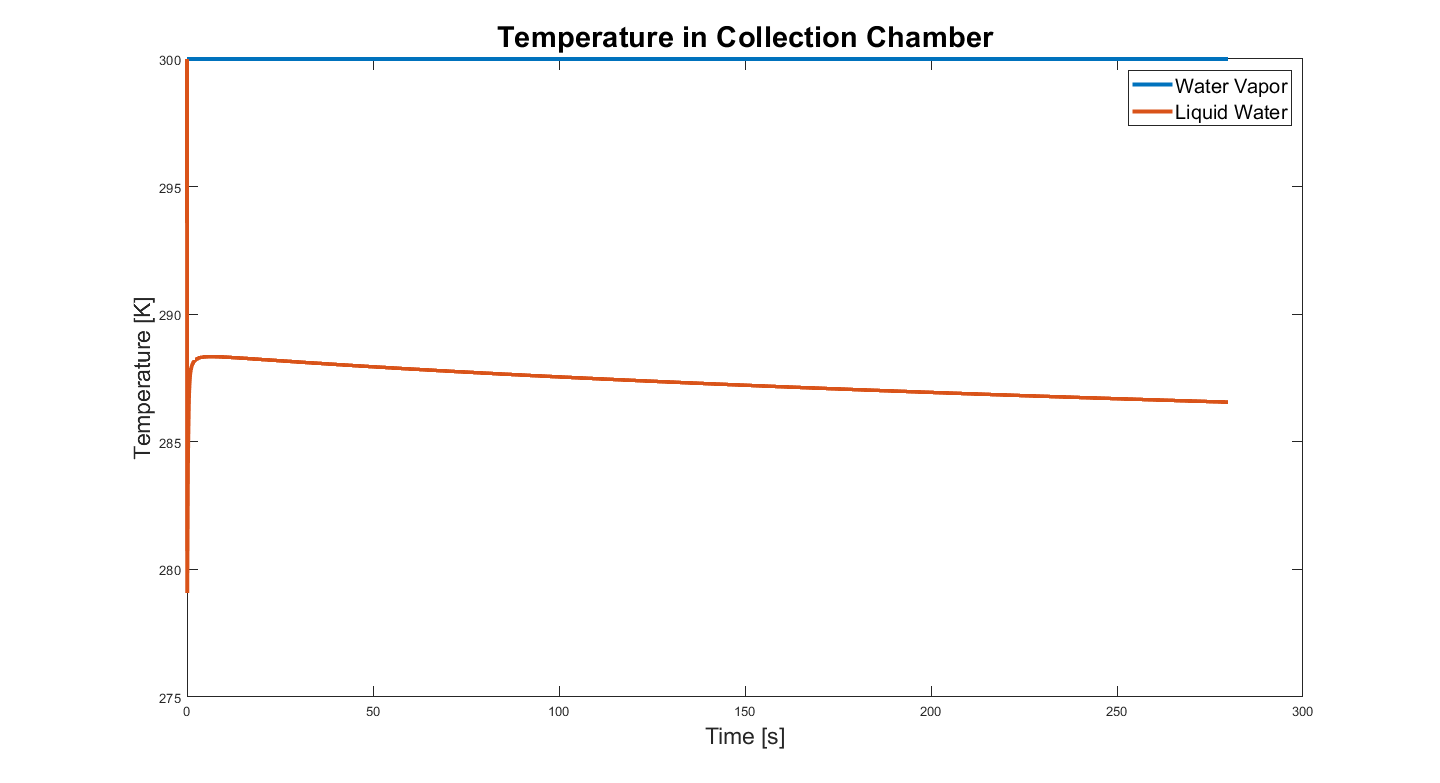 Temperature in Collection Chamber
300
295
290
285
280
275
Temperature [K]
Water Vapor
Liquid Water
0 50 100 150 200 250 300
Time [s]